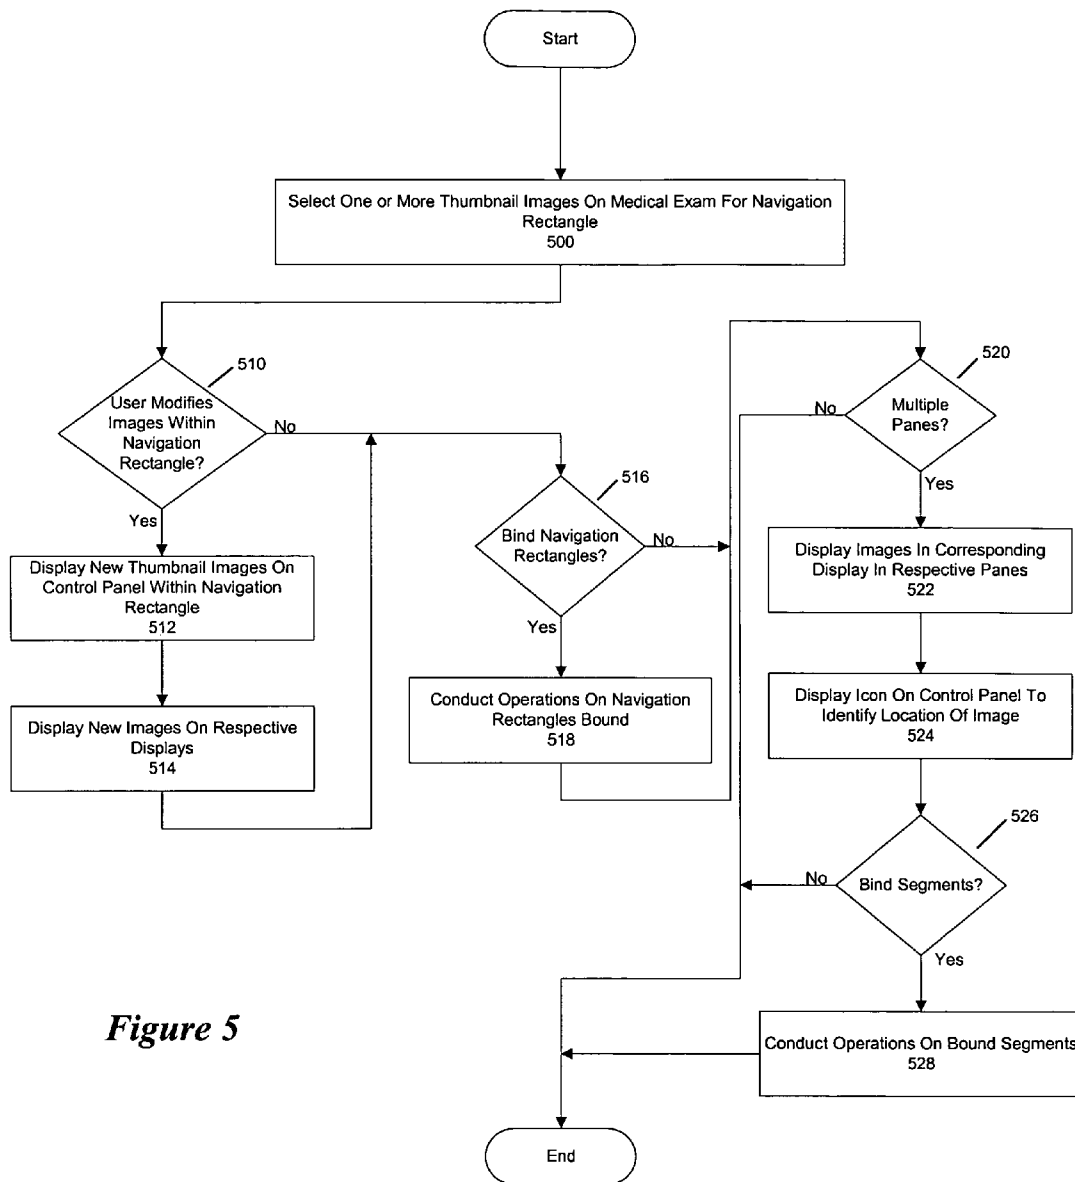 Start
Select One or More Thumbnail Images On Medical Exam For Navigation
Rectangle
500
510
User Modifies
Images Within
Navigation
Rectangle?
No
Yes
Display New Thumbnail Images On
Control Panel Within Navigation
Rectangle
512
Display New Images On Respective
Displays
514
516
Bind Navigation
Rectangles?
No
Yes
Conduct Operations On Navigation
Rectangles Bound
518
520
Multiple
Panes?
No
Yes
Display Images In Corresponding
Display In Respective Panes
522
Display Icon On Control Panel To
Identify Location Of Image
524
526
Bind Segments?
No
Yes
Conduct Operations On Bound Segments
528
End
Figure 5